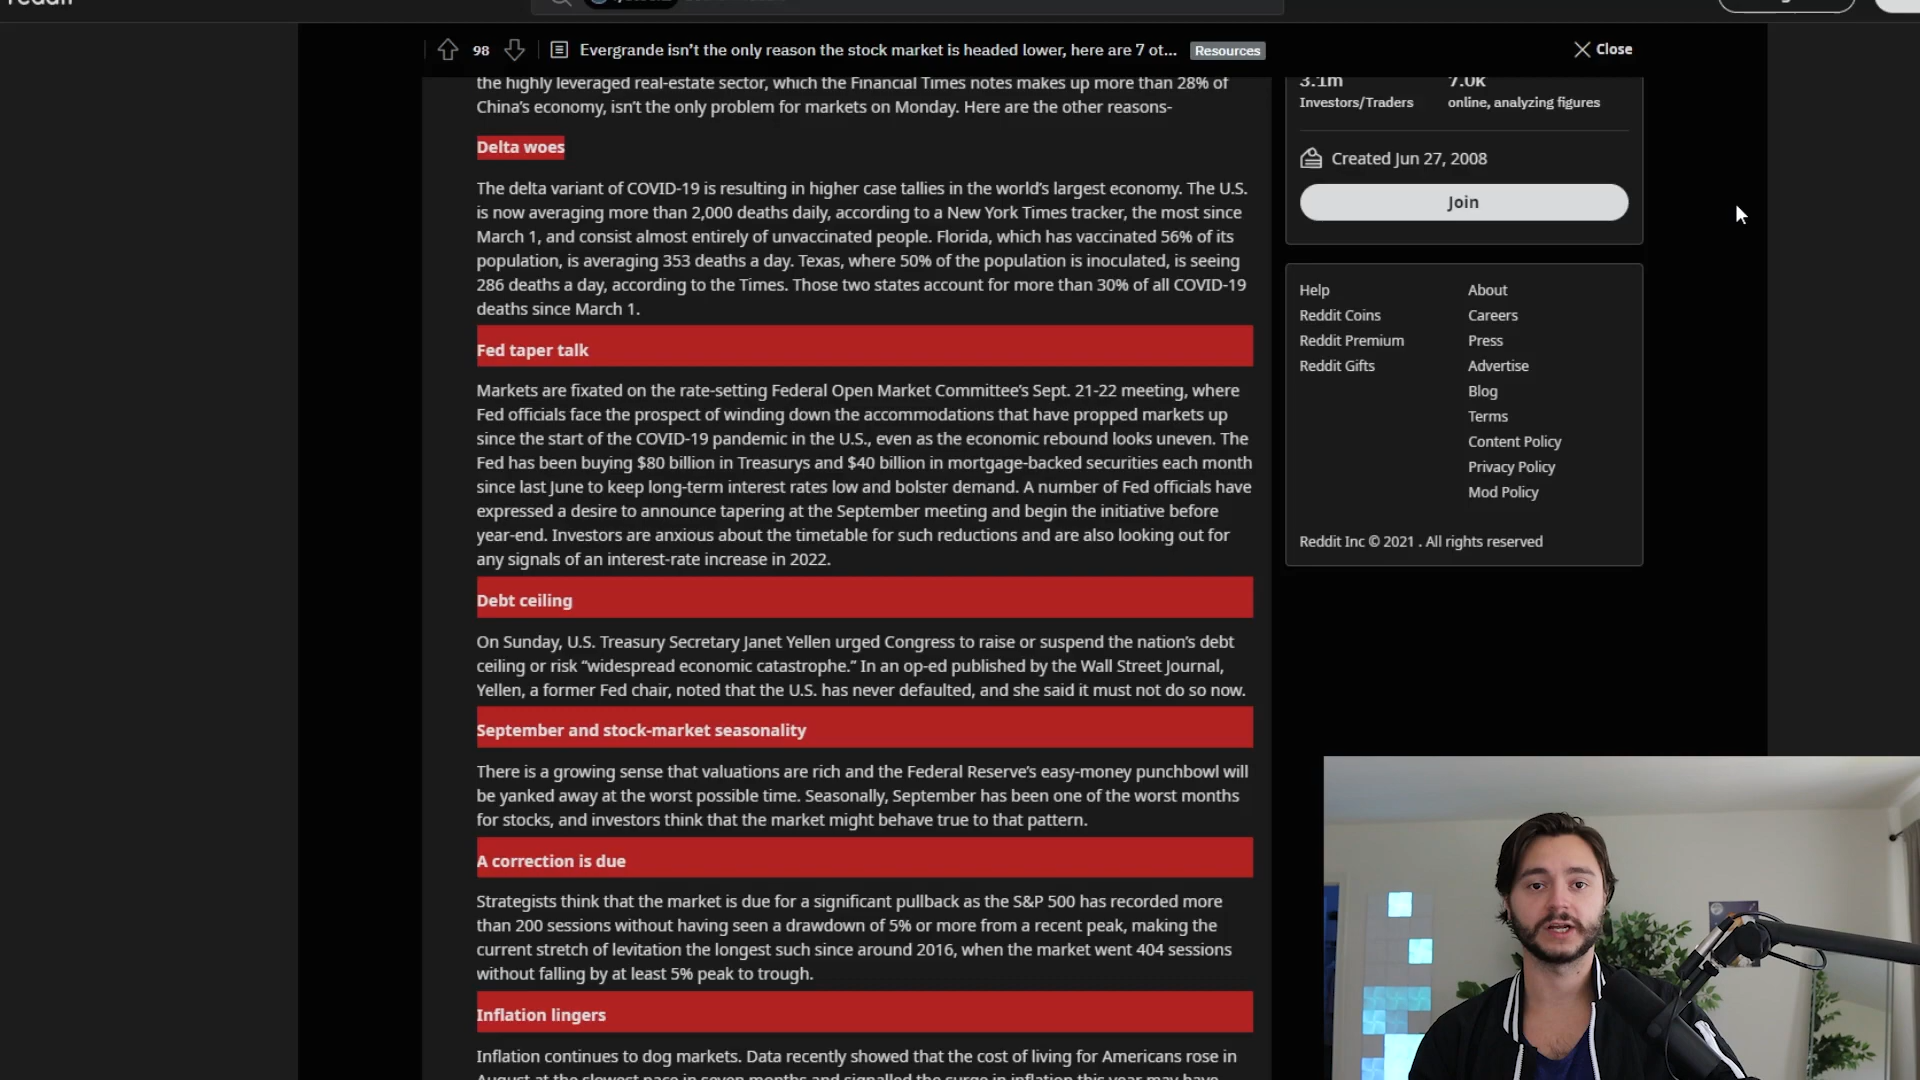 98
Evergrande isn't the only reason the stock market is headed lower, here are 7 ot...
Resources
Close
the highly leveraged real-estate sector, which the Financial Times notes makes up more than 28% of
China's economy, isn't the only problem for markets on Monday. Here are the other reasons-
Delta woes
The delta variant of COVID-19 is resulting in higher case tallies in the world's largest economy. The U.S.
is now averaging more than 2,000 deaths daily, according to a New York Times tracker, the most since
March 1, and consist almost entirely of unvaccinated people. Florida, which has vaccinated 56% of its
population, is averaging 353 deaths a day. Texas, where 50% of the population is inoculated, is seeing
286 deaths a day, according to the Times. Those two states account for more than 30% of all COVID-19
deaths since March 1.
Fed taper talk
Markets are fixated on the rate-setting Federal Open Market Committee's Sept. 21-22 meeting, where
Fed officials face the prospect of winding down the accommodations that have propped markets up
since the start of the COVID-19 pandemic in the U.S., even as the economic rebound looks uneven. The
Fed has been buying $80 billion in Treasurys and $40 billion in mortgage-backed securities each month
since last June to keep long-term interest rates low and bolster demand. A number of Fed officials have
expressed a desire to announce tapering at the September meeting and begin the initiative before
year-end. Investors are anxious about the timetable for such reductions and are also looking out for
any signals of an interest-rate increase in 2022.
Debt ceiling
On Sunday, U.S. Treasury Secretary Janet Yellen urged Congress to raise or suspend the nation's debt
ceiling or risk “widespread economic catastrophe.” In an op-ed published by the Wall Street Journal,
Yellen, a former Fed chair, noted that the U.S. has never defaulted, and she said it must not do so now.
September and stock-market seasonality
There is a growing sense that valuations are rich and the Federal Reserve's easy-money punchbowl will
be yanked away at the worst possible time. Seasonally, September has been one of the worst months
for stocks, and investors think that the market might behave true to that pattern.
A correction is due
Strategists think that the market is due for a significant pullback as the S&P 500 has recorded more
than 200 sessions without having seen a drawdown of 5% or more from a recent peak, making the
current stretch of levitation the longest such since around 2016, when the market went 404 sessions
without falling by at least 5% peak to trough.
Inflation lingers
Inflation continues to dog markets. Data recently showed that the cost of living for Americans rose in
August at the slowest pace in seven months and signalled the surge in inflation this year may have
3.1m 7.0k
Investors/Traders online, analyzing figures
Created Jun 27, 2008
Join
Help About
Reddit Coins Careers
Reddit Premium Press
Reddit Gifts Advertise
Blog
Terms
Content Policy
Privacy Policy
Mod Policy
Reddit Inc © 2021 . All rights reserved